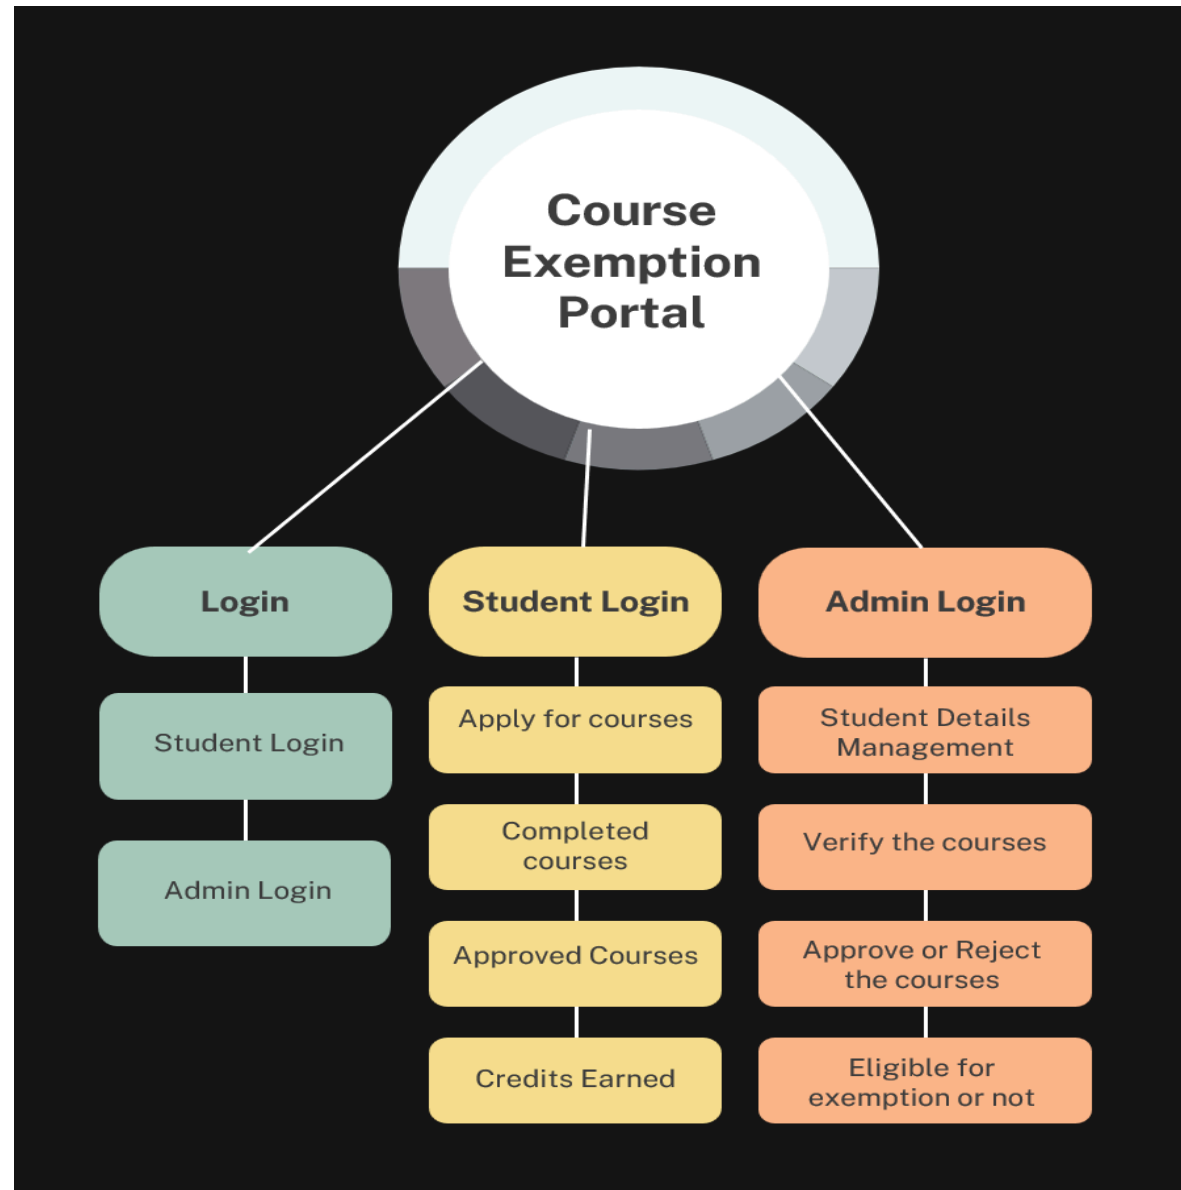 Course
Exemption
Portal
Login
Student Login
Admin Login
Student Login
Apply for courses
Completed
courses
Approved Courses
Credits Earned
Admin Login
Student Details
Management
Verify the courses
Approve or Reject
the courses
Eligible for
exemption or not